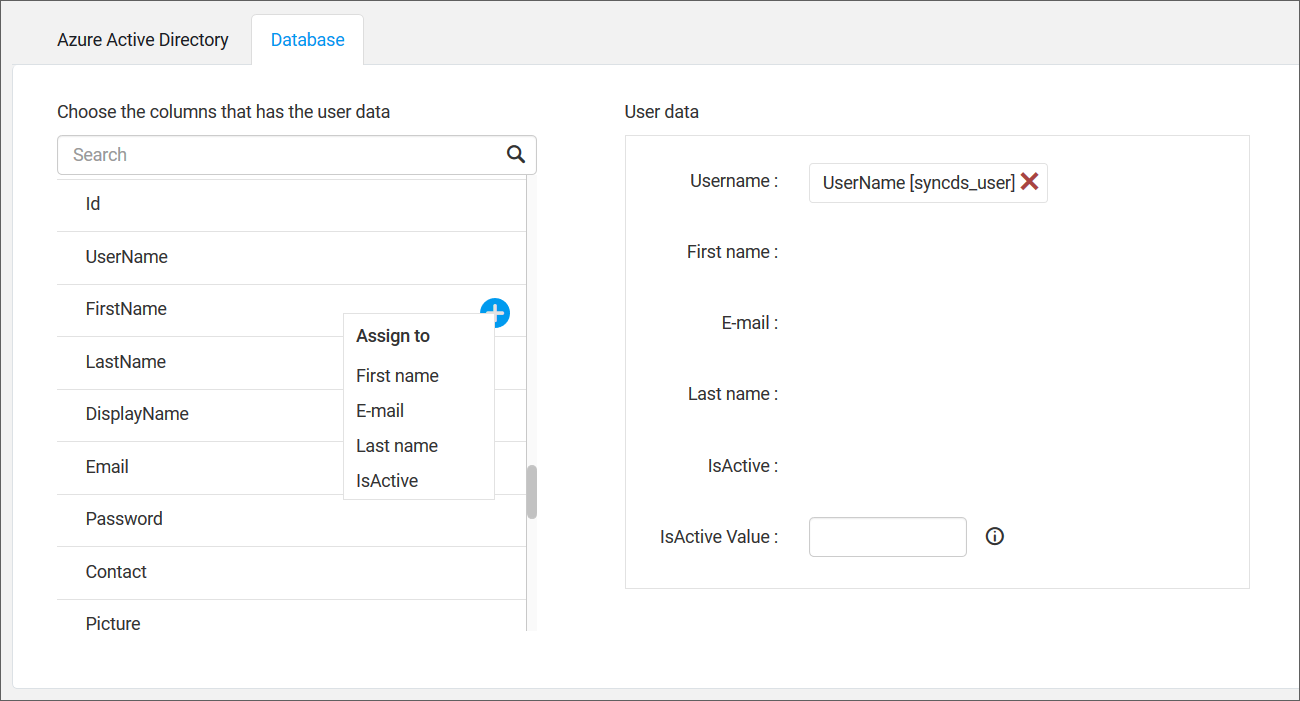 Azure Active Directory
Database
Choose the columns that has the user data
Search
Id
UserName
FirstName
LastName
DisplayName
Email
Password
Contact
Picture
Assign to
First name
E-mail
Last name
IsActive
User data
Username : UserName [syncds_user]
First name :
E-mail :
Last name :
IsActive :
IsActive Value :